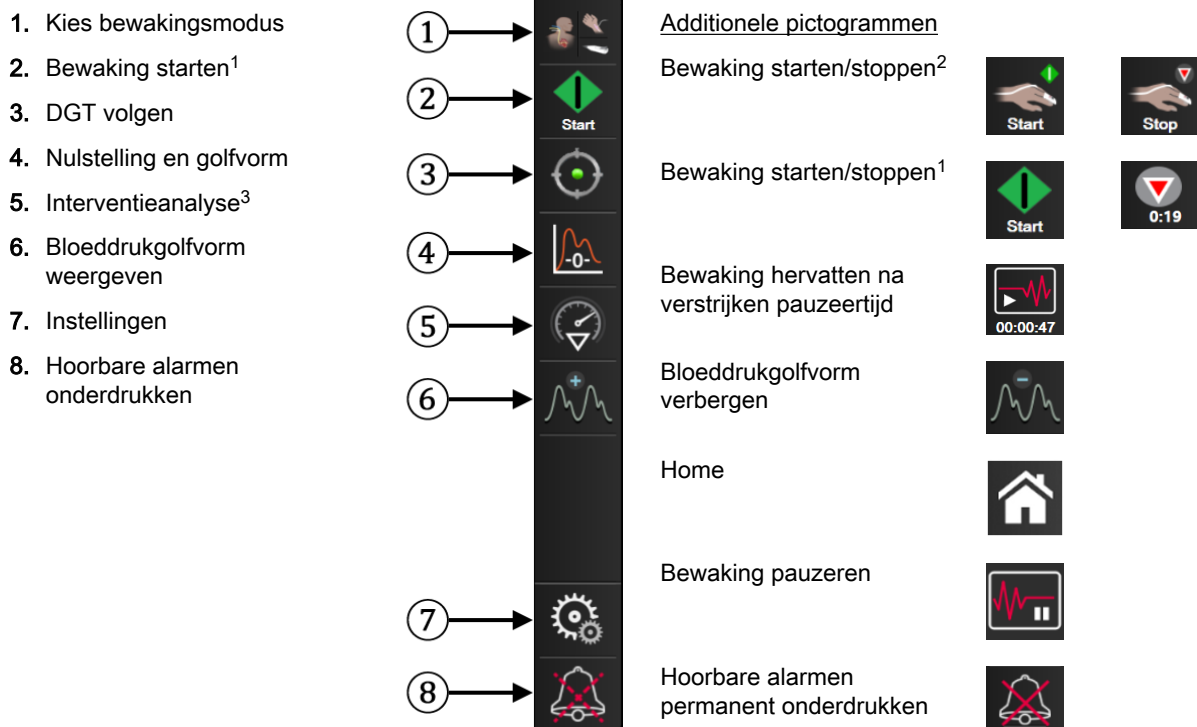 1. Kies bewakingsmodus
2. Bewaking starten1
3. DGT volgen
4. Nulstelling en golfvorm
5. Interventieanalyse3
6. Bloeddrukgolfvorm
weergeven
7. Instellingen
8. Hoorbare alarmen
onderdrukken
1
2
Start
3
4
-0-
5
6
7
8
Additionele pictogrammen
Bewaking starten/stoppen2
Start
Stop
Bewaking starten/stoppen1
Start
0:19
Bewaking hervatten na
verstrijken pauzeertijd
00:00:47
Bloeddrukgolfvorm
verbergen
Home
Bewaking pauzeren
Hoorbare alarmen
permanent onderdrukken